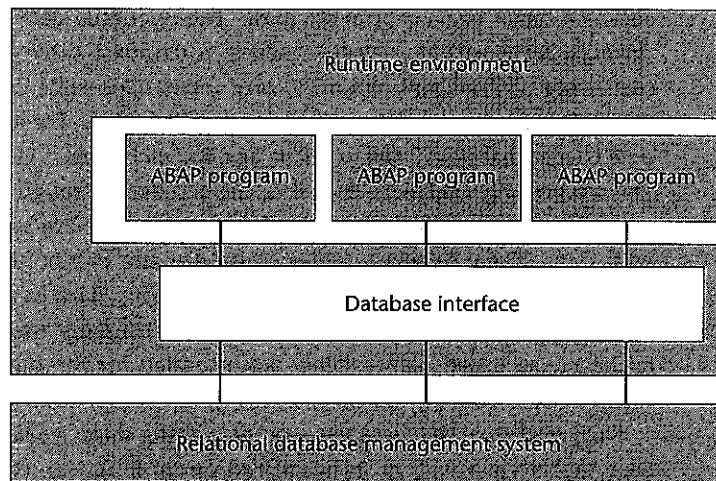 Runtime environment
ABAP program
ABAP program
ABAP program
Database interface
Relational database management system